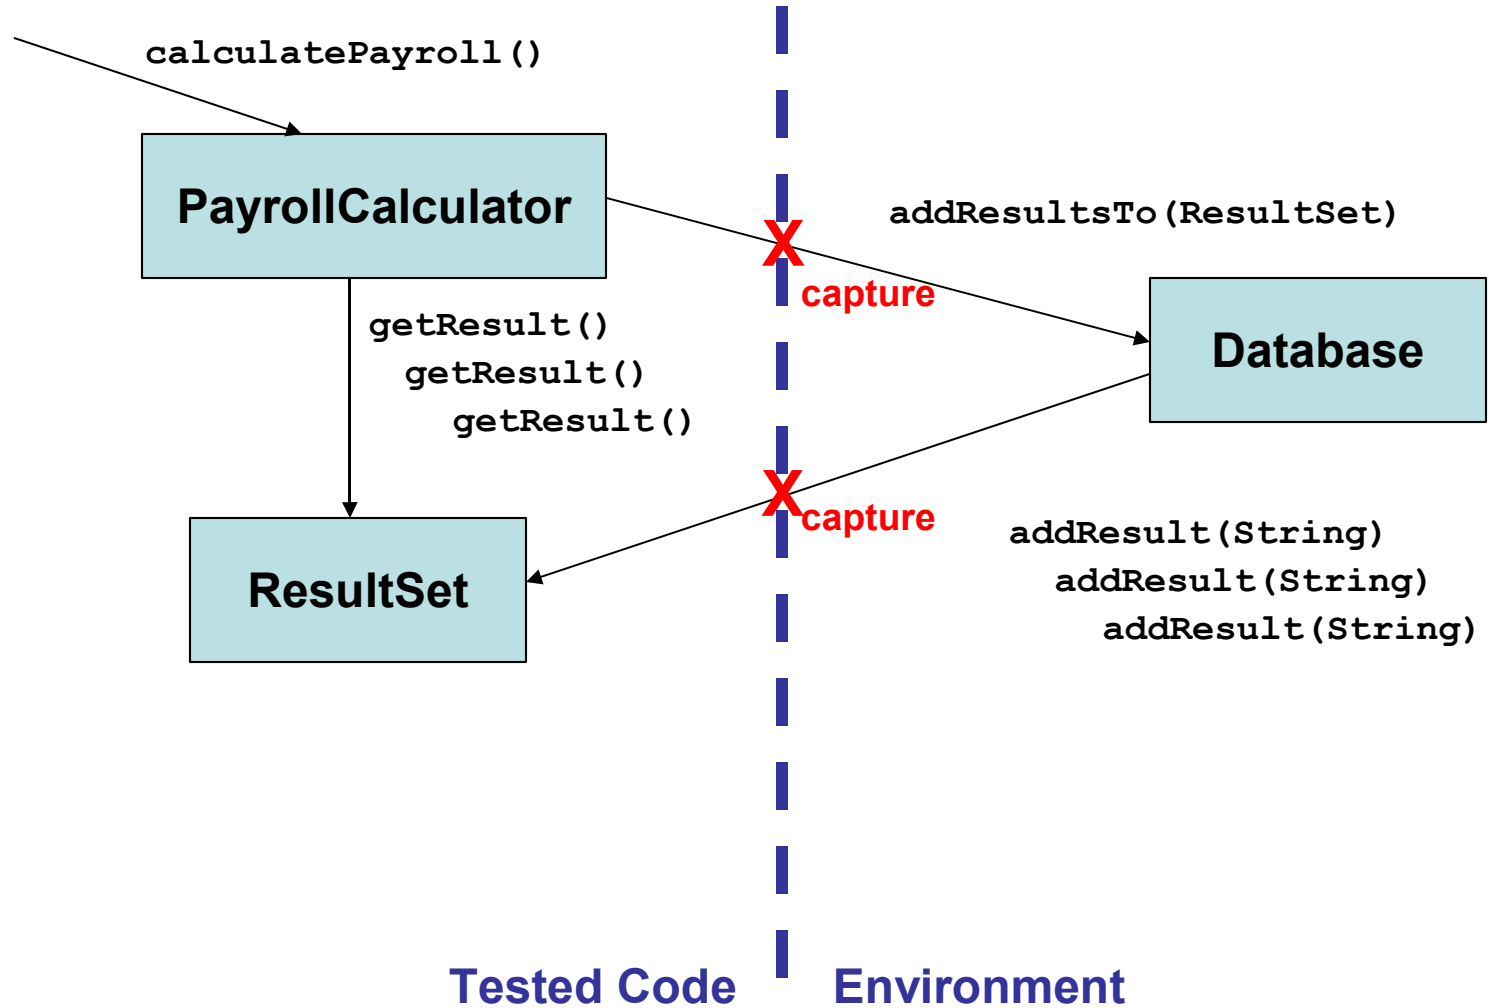 calculatePayroll()
PayrollCalculator
addResultsTo(ResultSet)
X
capture
getResult()
getResult()
getResult()
Database
X
capture
addResult(String)
addResult(String)
addResult(String)
ResultSet
Tested Code
Environment